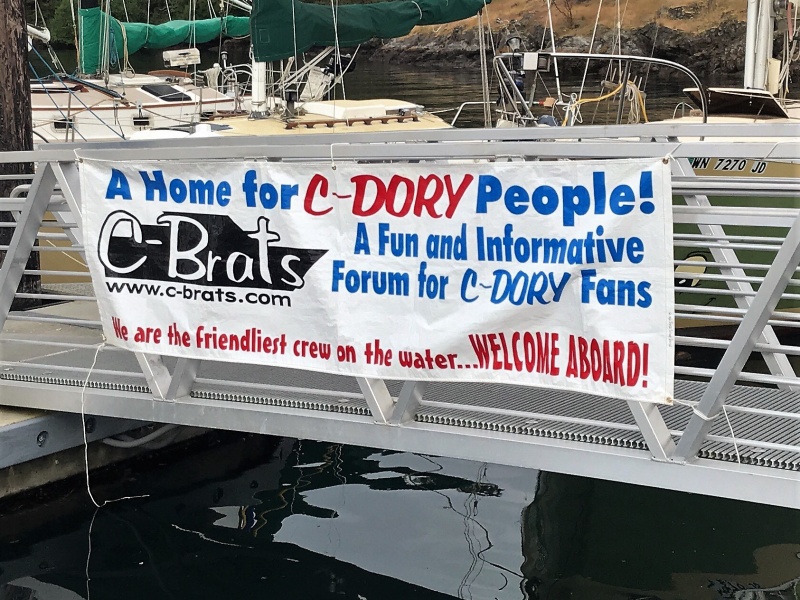 A Home for C-DORY People!
C-Brats
www.c-brats.com
A Fun and Informative
Forum for C-DORY Fans
We are the friendliest crew on the water...WELCOME ABOARD!
WN 7270 JD